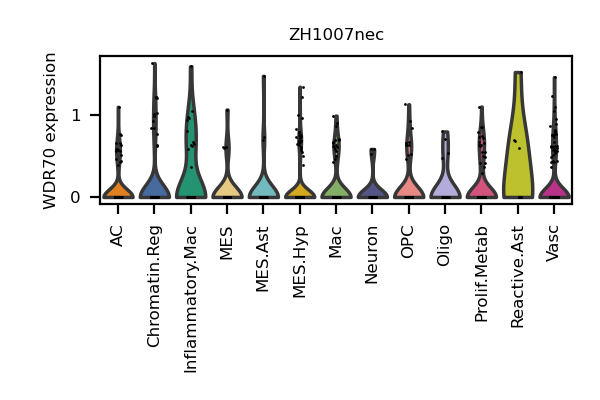 ZH1007nec
WDR70 expression
1
0
AC
Chromatin.Reg
Inflammatory.Mac
MES
MES.Ast
MES.Hyp
Mac
Neuron
OPC
Oligo
Prolif.Metab
Reactive.Ast
Vasc